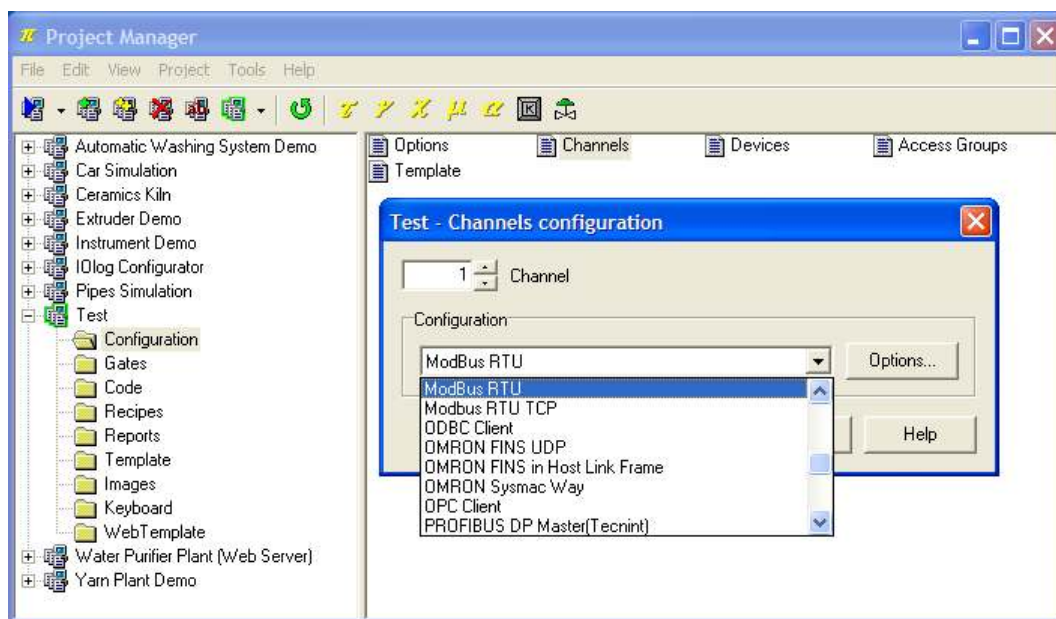 Project Manager
File Edit View Project Tools Help
Automatic Washing System Demo
Car Simulation
Ceramics Kiln
Extruder Demo
Instrument Demo
IOlog Configurator
Pipes Simulation
Test
Configuration
Gates
Code
Recipes
Reports
Template
Images
Keyboard
WebTemplate
Water Purifier Plant (Web Server)
Yarn Plant Demo
Options Channels Devices Access Groups
Template
Test - Channels configuration
1 Channel
Configuration
ModBus RTU
Options...
ModBus RTU
Modbus RTU TCP
ODBC Client
OMRON FINS UDP
OMRON FINS in Host Link Frame
OMRON Sysmac Way
OPC Client
PROFIBUS DP Master(Tecnint)
Help